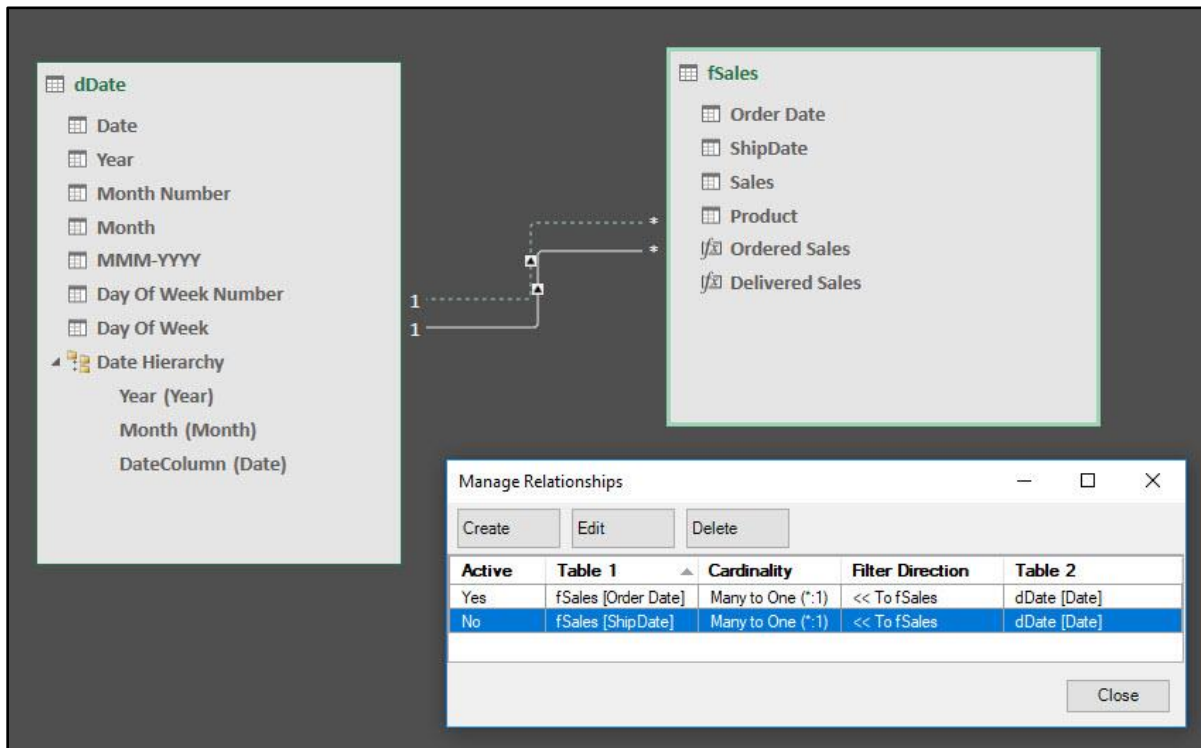 dDate
Date
Year
Month Number
Month
MMM-YYYY
Day Of Week Number
Day Of Week
Date Hierarchy
Year (Year)
Month (Month)
DateColumn (Date)
1
1
*
*
fSales
Order Date
ShipDate
Sales
Product
fx Ordered Sales
fx Delivered Sales
Manage Relationships
Create Edit Delete
Active Table 1 Cardinality Filter Direction Table 2
Yes fSales [Order Date] Many to One (*:1) << To fSales dDate [Date]
No fSales [ShipDate] Many to One (*:1) << To fSales dDate [Date]
Close